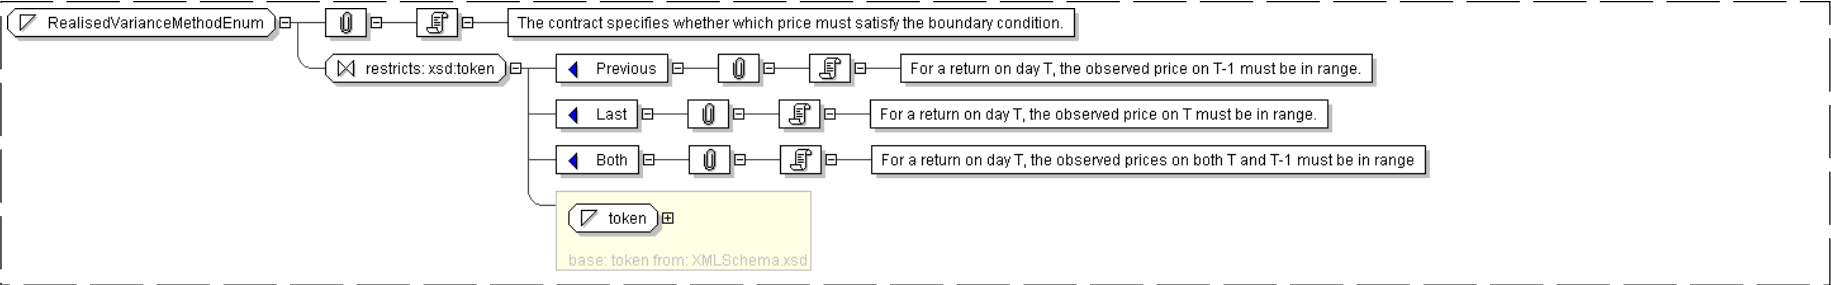 RealisedVarianceMethodEnum The contract specifies whether which price must satisfy the boundary condition.
restricts: xsd:token Previous For a return on day T, the observed price on T-1 must be in range.
Last For a return on day T, the observed price on T must be in range.
Both For a return on day T, the observed prices on both T and T-1 must be in range
token
base: token from: XMLSchema.xsd